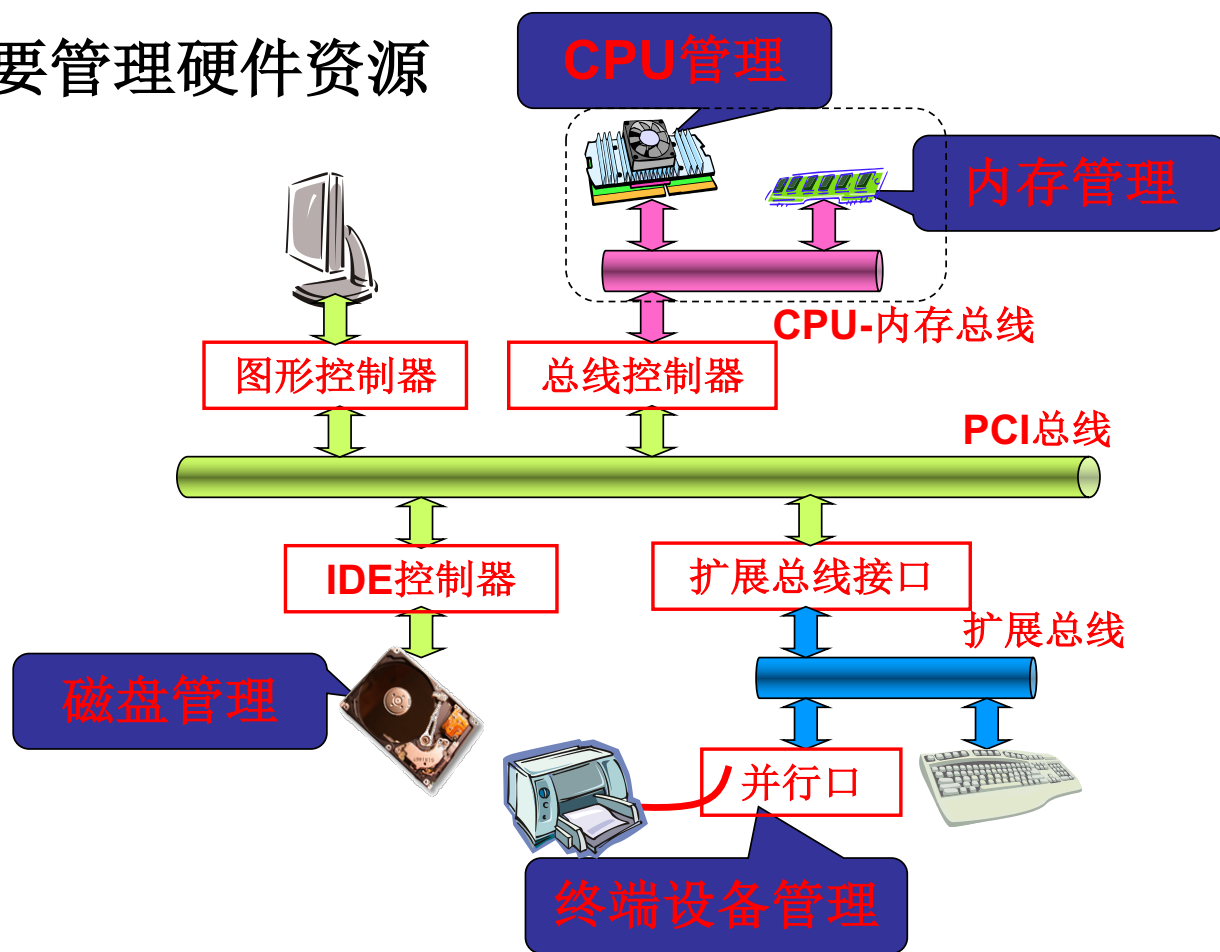 要管理硬件资源
CPU管理
内存管理
CPU-内存总线
图形控制器
总线控制器
PCI总线
IDE控制器
扩展总线接口
扩展总线
磁盘管理
并行口
终端设备管理